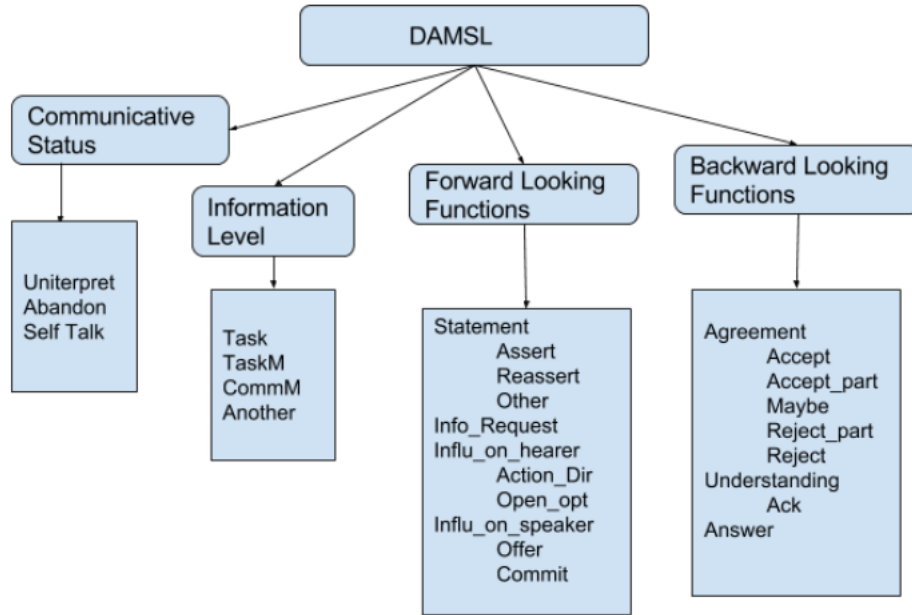 DAMSL
Communicative
Status
Uniterpret
Abandon
Self Talk
Information
Level
Task
TaskM
CommM
Another
Forward Looking
Functions
Statement
Assert
Reassert
Other
Info_Request
Influ_on_hearer
Action_Dir
Open_opt
Influ_on_speaker
Offer
Commit
Backward Looking
Functions
Agreement
Accept
Accept_part
Maybe
Reject_part
Reject
Understanding
Ack
Answer